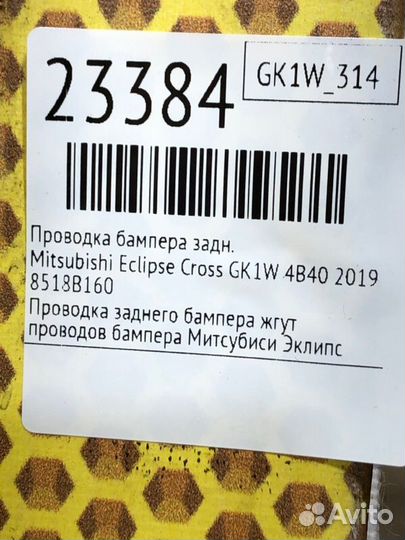 23384
GK1W_314
Проводка бампера задн.
Mitsubishi Eclipse Cross GK1W 4B40 2019
8518B160
Проводка заднего бампера жгут
проводов бампера Митсубиси Эклипс
Avito